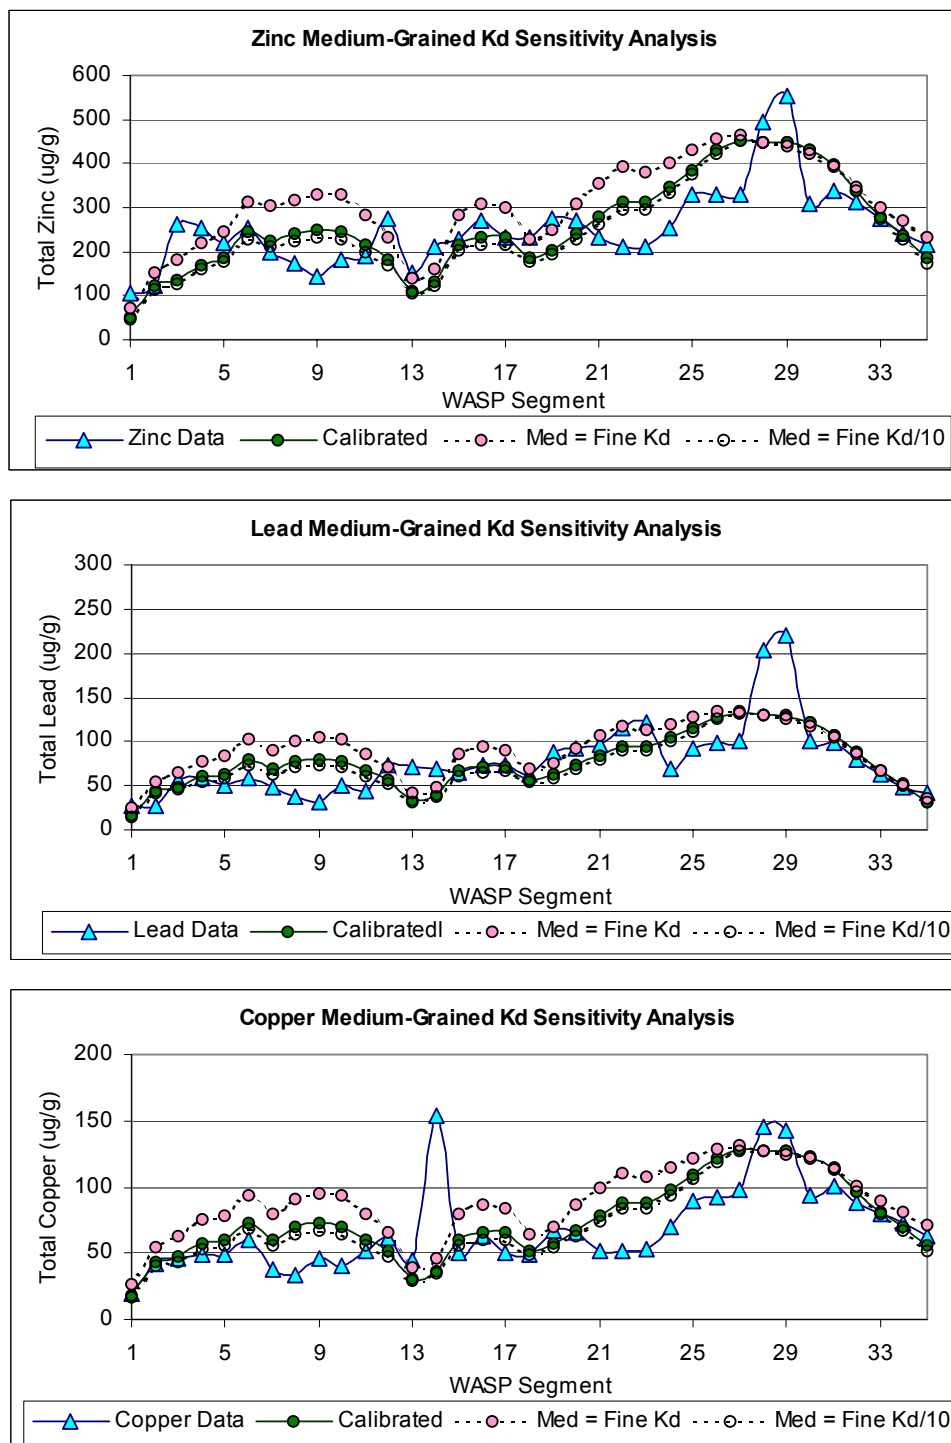 Zinc Medium-Grained Kd Sensitivity Analysis
Total Zinc (ug/g)
600
500
400
300
200
100
0
1 5 9 13 17 21 25 29 33
WASP Segment
Zinc Data Calibrated Med = Fine Kd Med = Fine Kd/10
Lead Medium-Grained Kd Sensitivity Analysis
Total Lead (ug/g)
300
250
200
150
100
50
0
1 5 9 13 17 21 25 29 33
WASP Segment
Lead Data Calibratedl Med = Fine Kd Med = Fine Kd/10
Copper Medium-Grained Kd Sensitivity Analysis
Total Copper (ug/g)
200
150
100
50
0
1 5 9 13 17 21 25 29 33
WASP Segment
Copper Data Calibrated Med = Fine Kd Med = Fine Kd/10